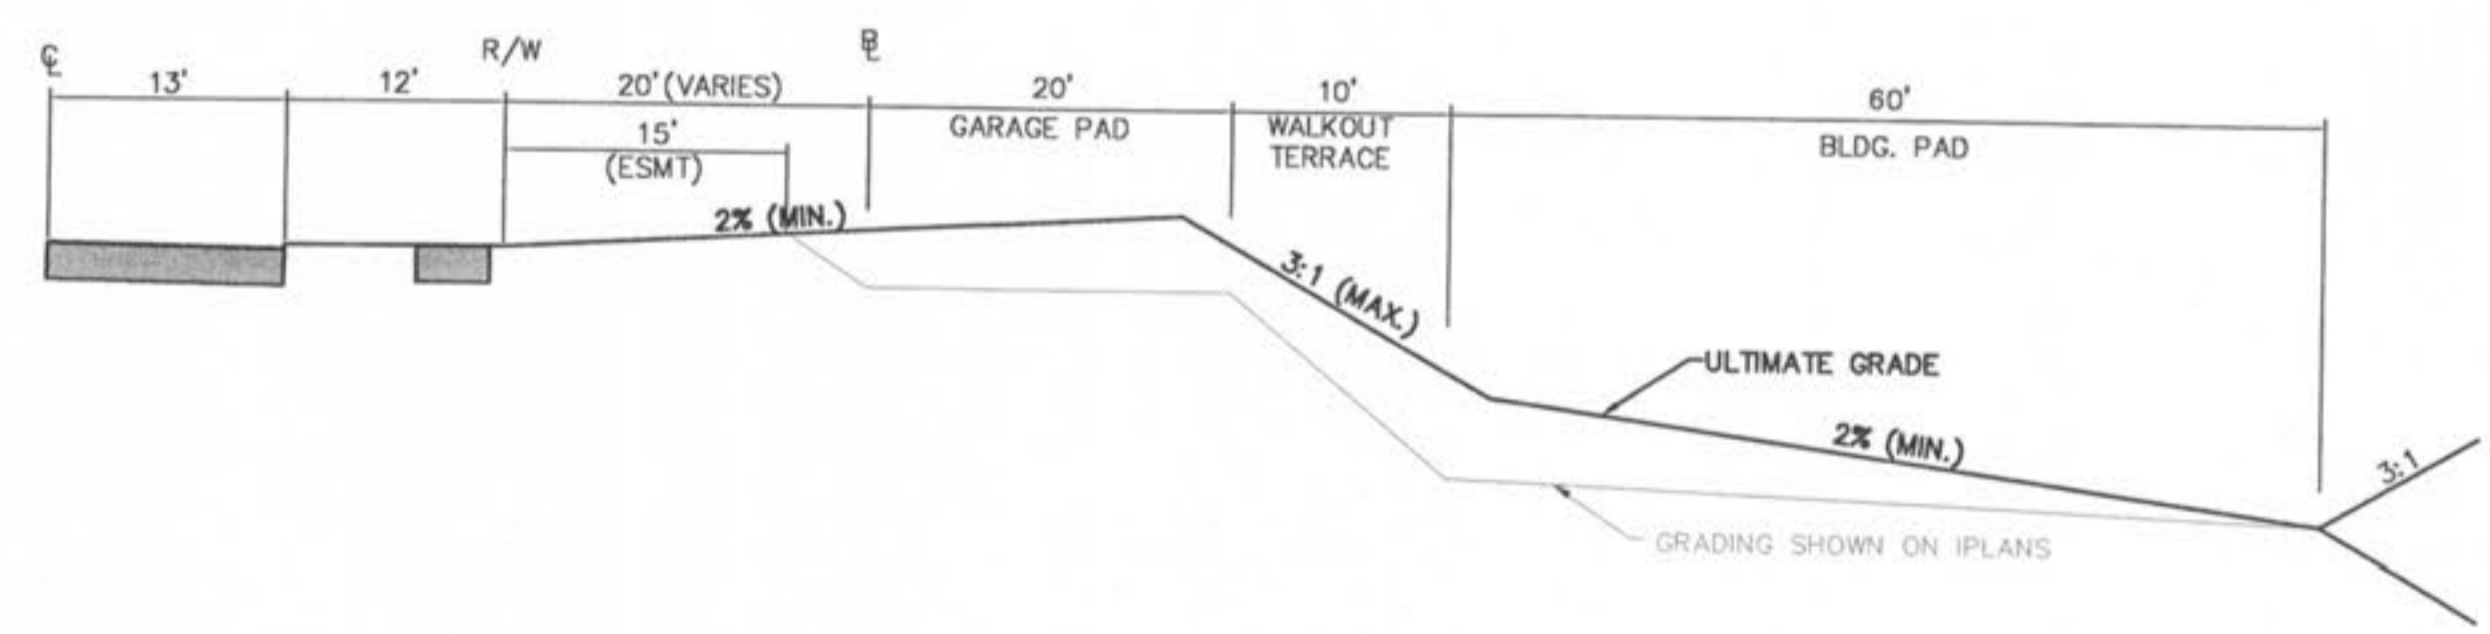 ℄
R/W
℄
13'
12'
20'(VARIES)
20'
10'
60'
15'
(ESMT)
GARAGE PAD
WALKOUT
TERRACE
BLDG. PAD
2% (MIN.)
3:1 (MAX.)
ULTIMATE GRADE
2% (MIN.)
3:1
GRADING SHOWN ON IPLANS